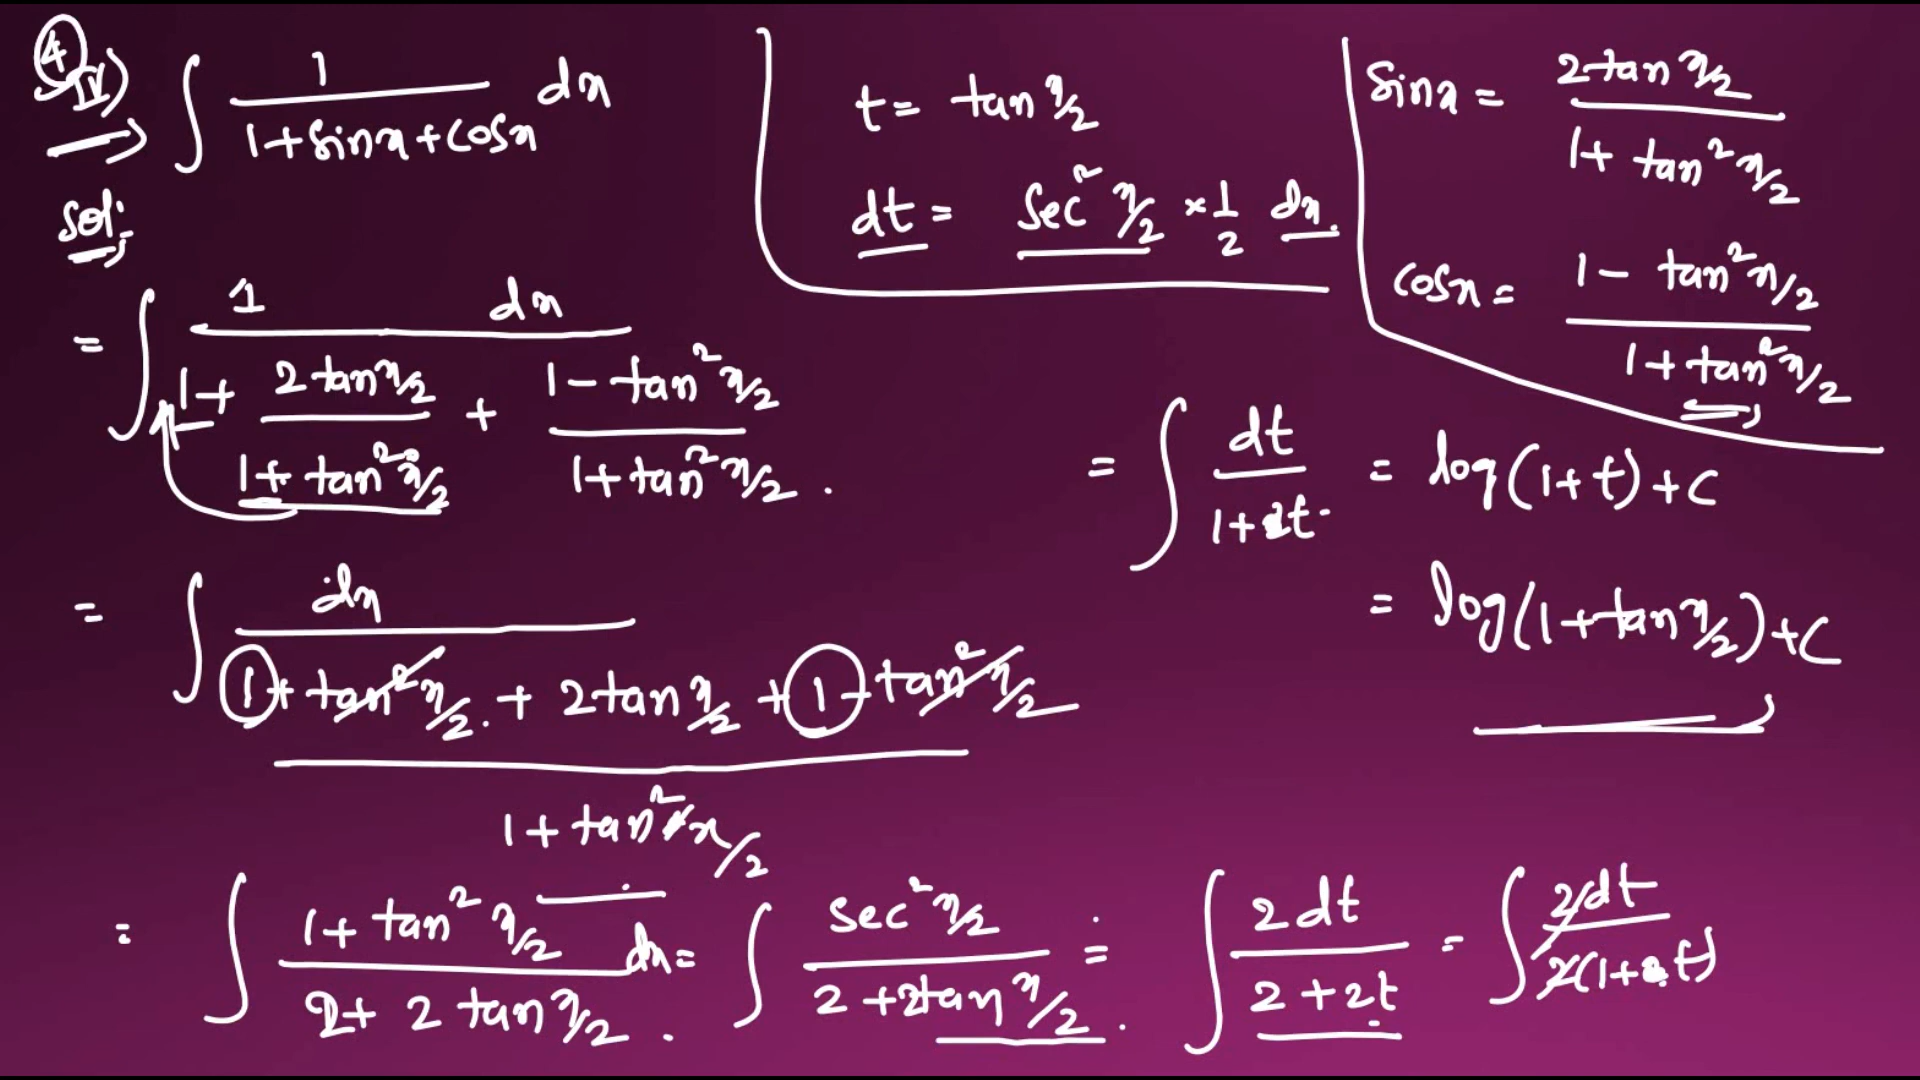 ④ IV) ∫ 1/(1+sinx+cosx) dx
sol:
= ∫ 1 dx/(1 + (2tan x/2)/(1+tan² x/2) + (1-tan² x/2)/(1+tan² x/2)).
= ∫ dx/((1+tan² x/2 + 2tan x/2 + 1 - tan² x/2)/(1+tan² x/2))
= ∫ (1+tan² x/2)/(2+2tan x/2) dx = ∫ (sec² x/2)/(2+2tan x/2) = ∫ 2dt/(2+2t) = ∫ 2dt/(2(1+t))
t = tan x/2
dt = sec² x/2 × 1/2 dx.
sinx = (2tan x/2)/(1+tan² x/2)
cosx = (1-tan² x/2)/(1+tan² x/2)
= ∫ dt/(1+t) = log(1+t)+c
= log(1+tan x/2)+c